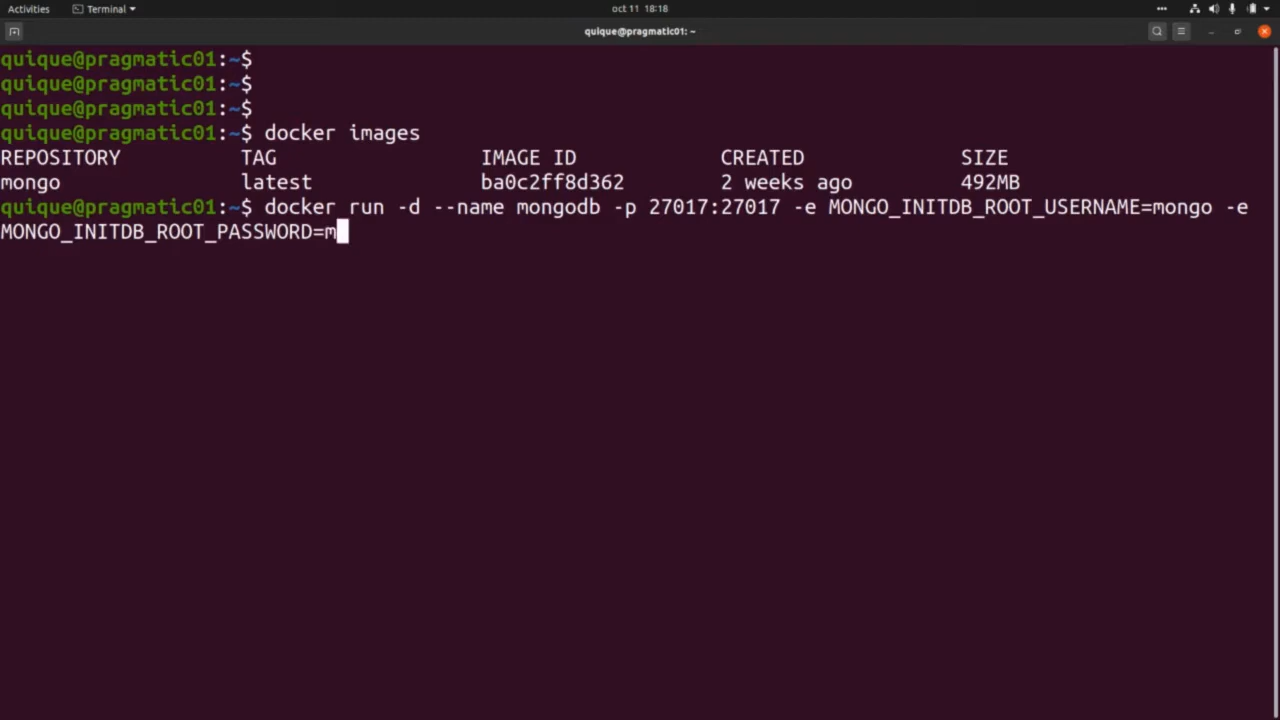 Activities Terminal oct 11 18:18
quique@pragmatic01: ~
quique@pragmatic01:~$
quique@pragmatic01:~$
quique@pragmatic01:~$
quique@pragmatic01:~$ docker images
REPOSITORY TAG IMAGE ID CREATED SIZE
mongo latest ba0c2ff8d362 2 weeks ago 492MB
quique@pragmatic01:~$ docker run -d --name mongodb -p 27017:27017 -e MONGO_INITDB_ROOT_USERNAME=mongo -e
MONGO_INITDB_ROOT_PASSWORD=m